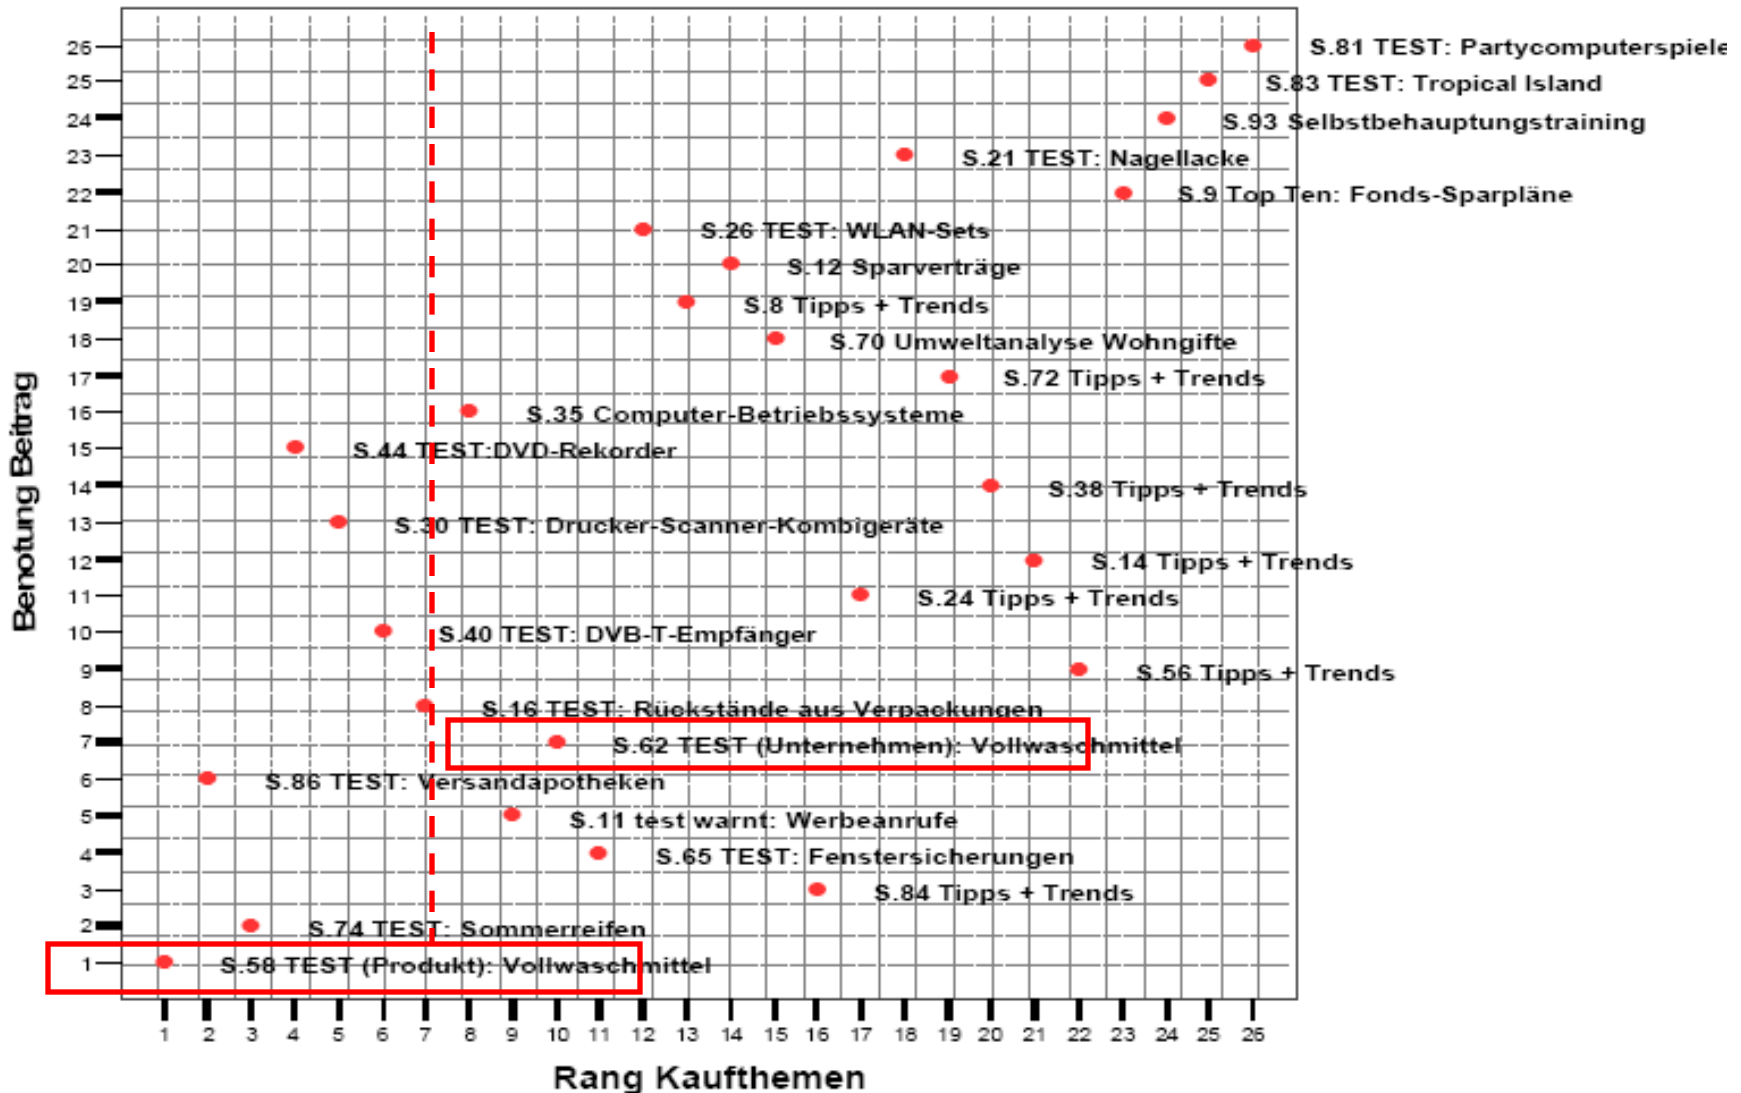 26
S.81 TEST: Partycomputerspiele
25
S.83 TEST: Tropical Island
24
S.93 Selbstbehauptungstraining
23
S.21 TEST: Nagellacke
22
S.9 Top Ten: Fonds-Sparpläne
21
S.26 TEST: WLAN-Sets
20
S.12 Sparverträge
19
S.8 Tipps + Trends
18
S.70 Umweltanalyse Wohngifte
17
S.72 Tipps + Trends
16
S.35 Computer-Betriebssysteme
15
S.44 TEST:DVD-Rekorder
14
S.38 Tipps + Trends
13
S.30 TEST: Drucker-Scanner-Kombigeräte
12
S.14 Tipps + Trends
11
S.24 Tipps + Trends
10
S.40 TEST: DVB-T-Empfänger
9
S.56 Tipps + Trends
8
S.16 TEST: Rückstände aus Verpackungen
7
S.62 TEST (Unternehmen): Vollwaschmittel
6
S.86 TEST: Versandapotheken
5
S.11 test warnt: Werbeanrufe
4
S.65 TEST: Fenstersicherungen
3
S.84 Tipps + Trends
2
S.74 TEST: Sommerreifen
1
S.58 TEST (Produkt): Vollwaschmittel
Benotung Beitrag
1 2 3 4 5 6 7 8 9 10 11 12 13 14 15 16 17 18 19 20 21 22 23 24 25 26
Rang Kaufthemen